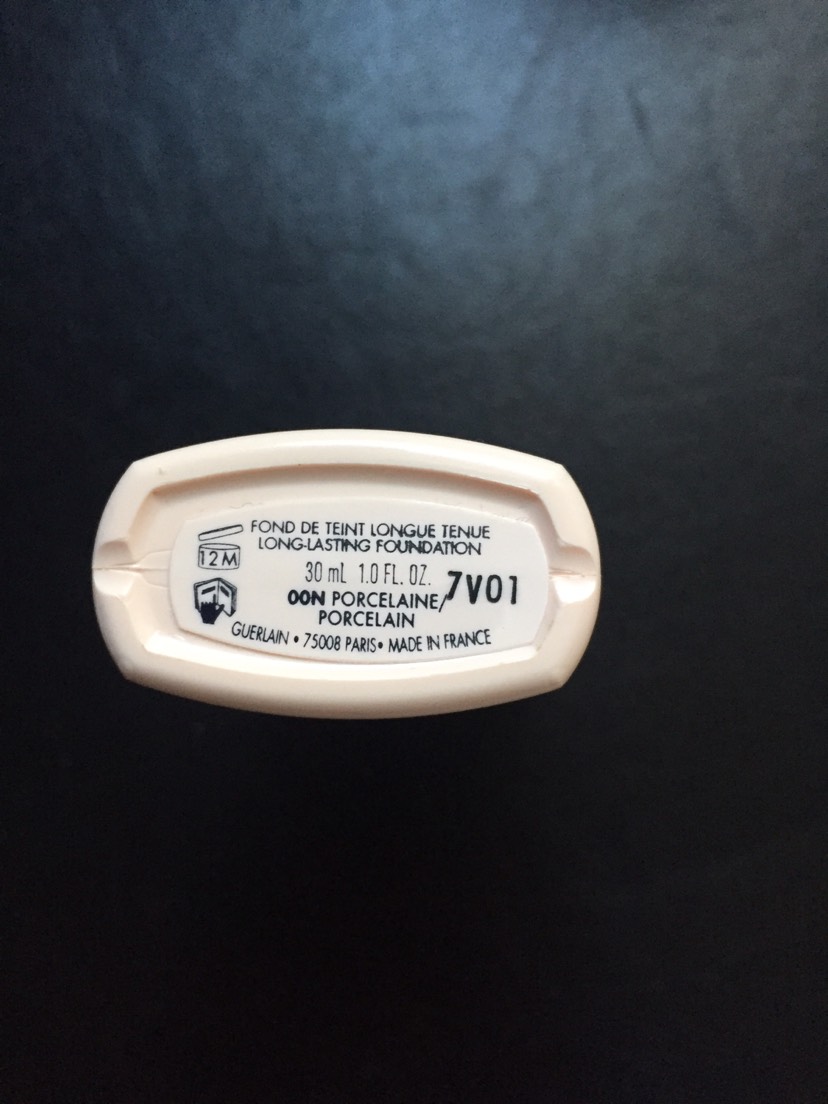 FOND DE TEINT LONGUE TENUE
12M
LONG-LASTING FOUNDATION
30 mL 1.0 FL. OZ.
00N PORCELAINE/
7V01
PORCELAIN
GUERLAIN • 75008 PARIS • MADE IN FRANCE